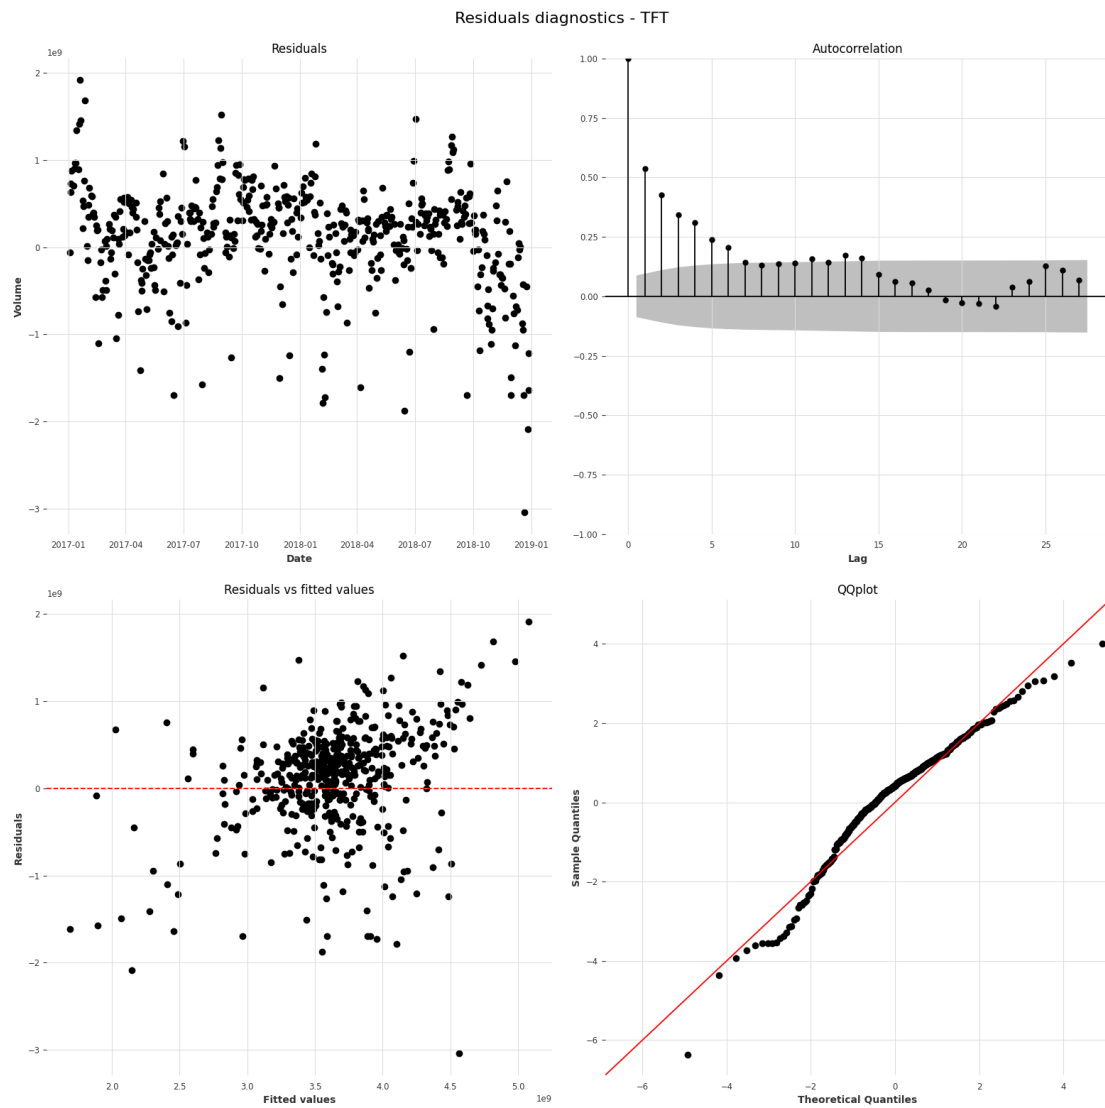 Residuals diagnostics - TFT
Residuals
1e9
2
1
0
−1
−2
−3
Volume
2017-01 2017-04 2017-07 2017-10 2018-01 2018-04 2018-07 2018-10 2019-01
Date
Autocorrelation
1.00
0.75
0.50
0.25
0.00
−0.25
−0.50
−0.75
−1.00
0 5 10 15 20 25
Lag
Residuals vs fitted values
1e9
2
1
0
−1
−2
−3
Residuals
2.0 2.5 3.0 3.5 4.0 4.5 5.0
1e9
Fitted values
QQplot
4
2
0
−2
−4
−6
Sample Quantiles
−6 −4 −2 0 2 4
Theoretical Quantiles